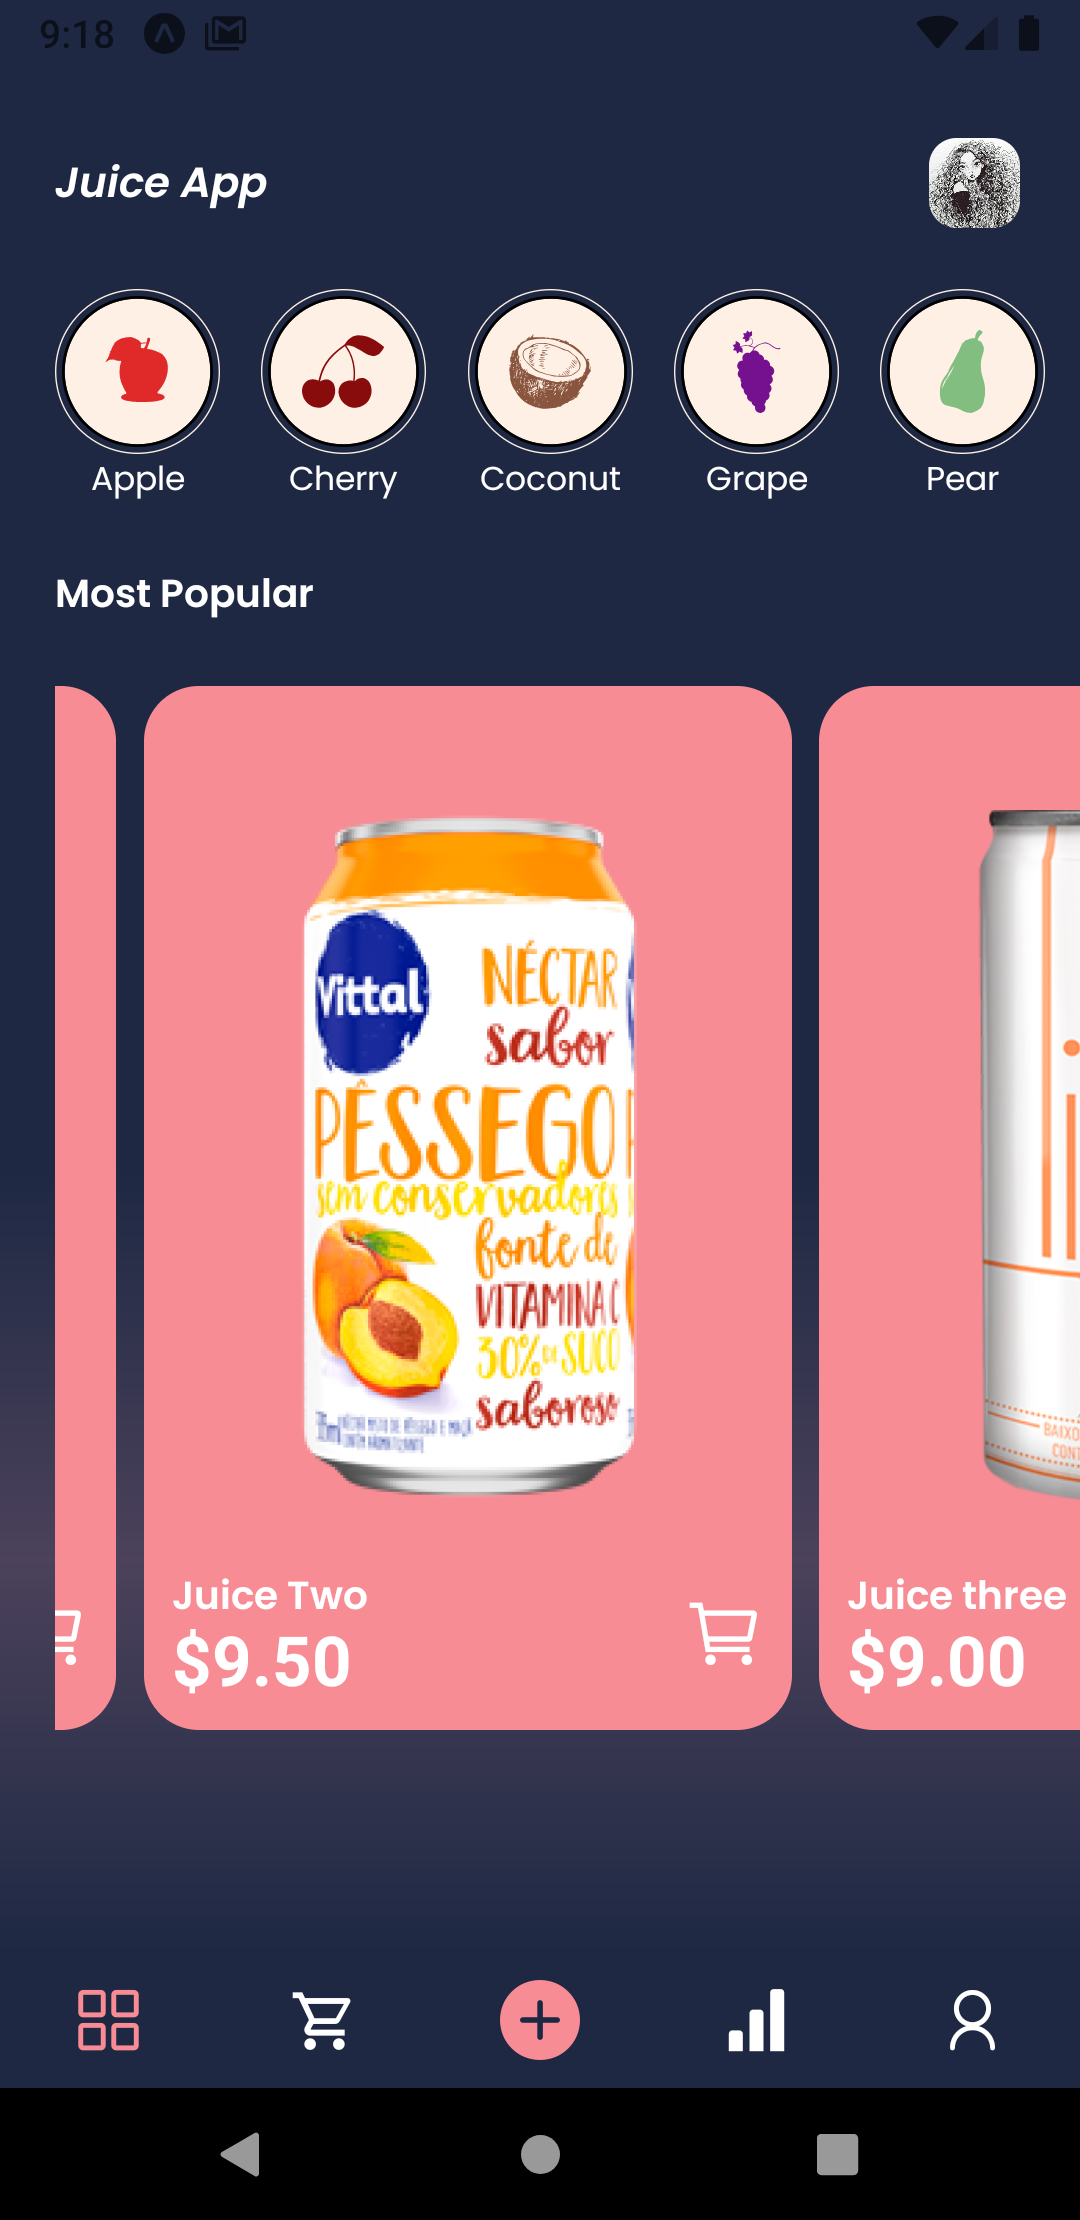 9:18
Juice App
Apple Cherry Coconut Grape Pear
Most Popular
Vittal
NÉCTAR
sabor
PÊSSEGO
sem conservadores
fonte de
VITAMINA C
30% DE SUCO
saboroso
BAIXO
CONT
Juice Two
$9.50
Juice three
$9.00